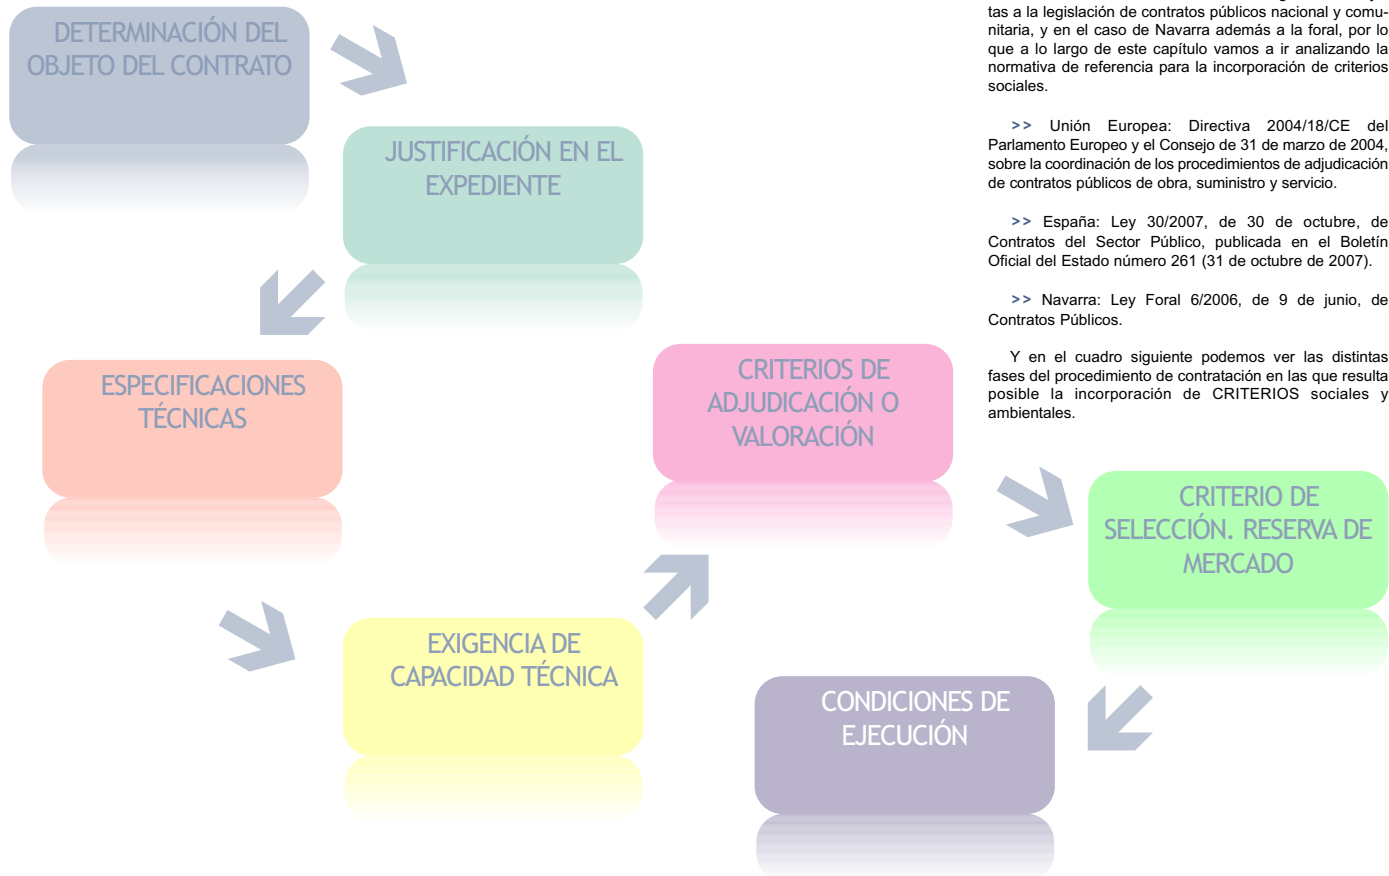 DETERMINACIÓN DEL
OBJETO DEL CONTRATO
JUSTIFICACIÓN EN EL
EXPEDIENTE
ESPECIFICACIONES
TÉCNICAS
EXIGENCIA DE
CAPACIDAD TÉCNICA
CRITERIOS DE
ADJUDICACIÓN O
VALORACIÓN
CRITERIO DE
SELECCIÓN. RESERVA DE
MERCADO
CONDICIONES DE
EJECUCIÓN
tas a la legislación de contratos públicos nacional y comu-
nitaria, y en el caso de Navarra además a la foral, por lo
que a lo largo de este capítulo vamos a ir analizando la
normativa de referencia para la incorporación de criterios
sociales.
>> Unión Europea: Directiva 2004/18/CE del
Parlamento Europeo y el Consejo de 31 de marzo de 2004,
sobre la coordinación de los procedimientos de adjudicación
de contratos públicos de obra, suministro y servicio.
>> España: Ley 30/2007, de 30 de octubre, de
Contratos del Sector Público, publicada en el Boletín
Oficial del Estado número 261 (31 de octubre de 2007).
>> Navarra: Ley Foral 6/2006, de 9 de junio, de
Contratos Públicos.
Y en el cuadro siguiente podemos ver las distintas
fases del procedimiento de contratación en las que resulta
posible la incorporación de CRITERIOS sociales y
ambientales.